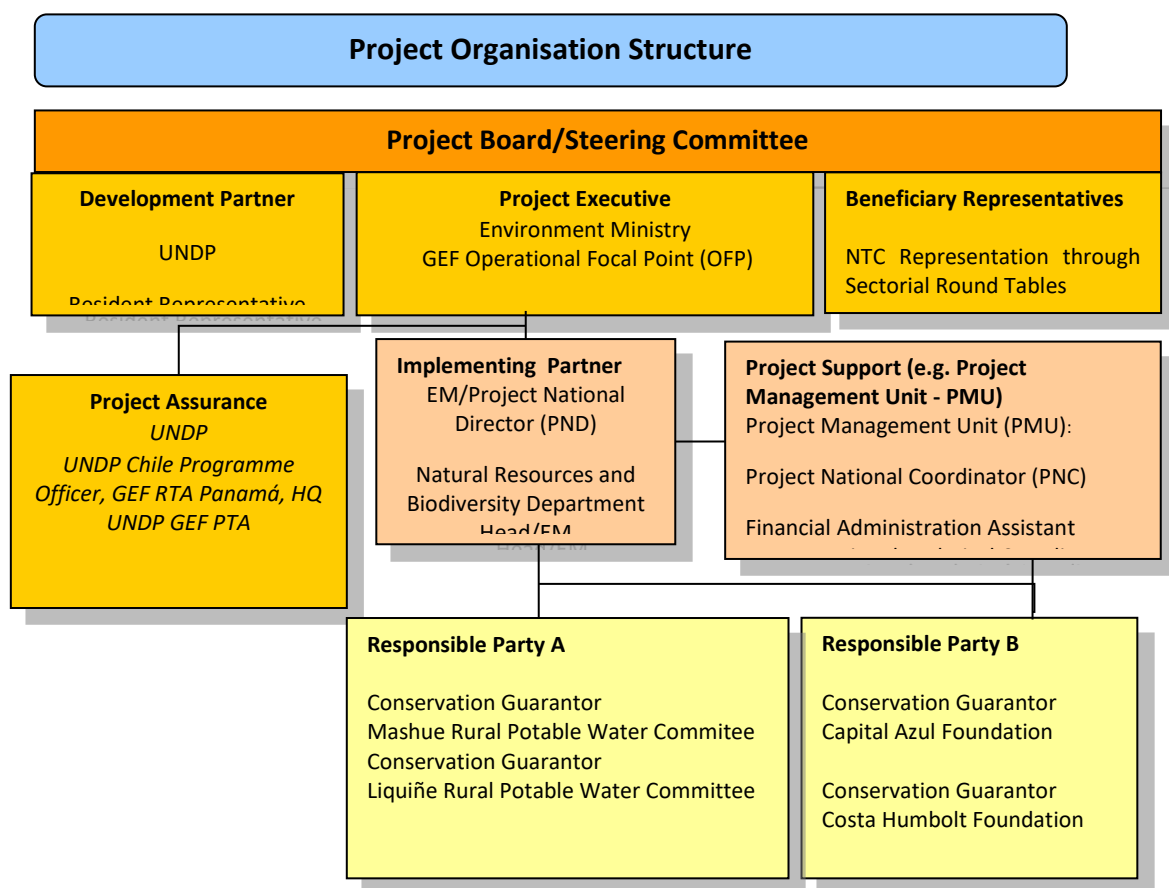 Project Organisation Structure
Project Board/Steering Committee
Development Partner
UNDP
Resident Representative
Project Executive
Environment Ministry
GEF Operational Focal Point (OFP)
Beneficiary Representatives
NTC Representation through
Sectorial Round Tables
Project Assurance
UNDP
UNDP Chile Programme
Officer, GEF RTA Panamá, HQ
UNDP GEF PTA
Implementing Partner
EM/Project National
Director (PND)
Natural Resources and
Biodiversity Department
Head/EM
Project Support (e.g. Project
Management Unit - PMU)
Project Management Unit (PMU):
Project National Coordinator (PNC)
Financial Administration Assistant
Responsible Party A
Conservation Guarantor
Mashue Rural Potable Water Commitee
Conservation Guarantor
Liquiñe Rural Potable Water Committee
Responsible Party B
Conservation Guarantor
Capital Azul Foundation
Conservation Guarantor
Costa Humbolt Foundation